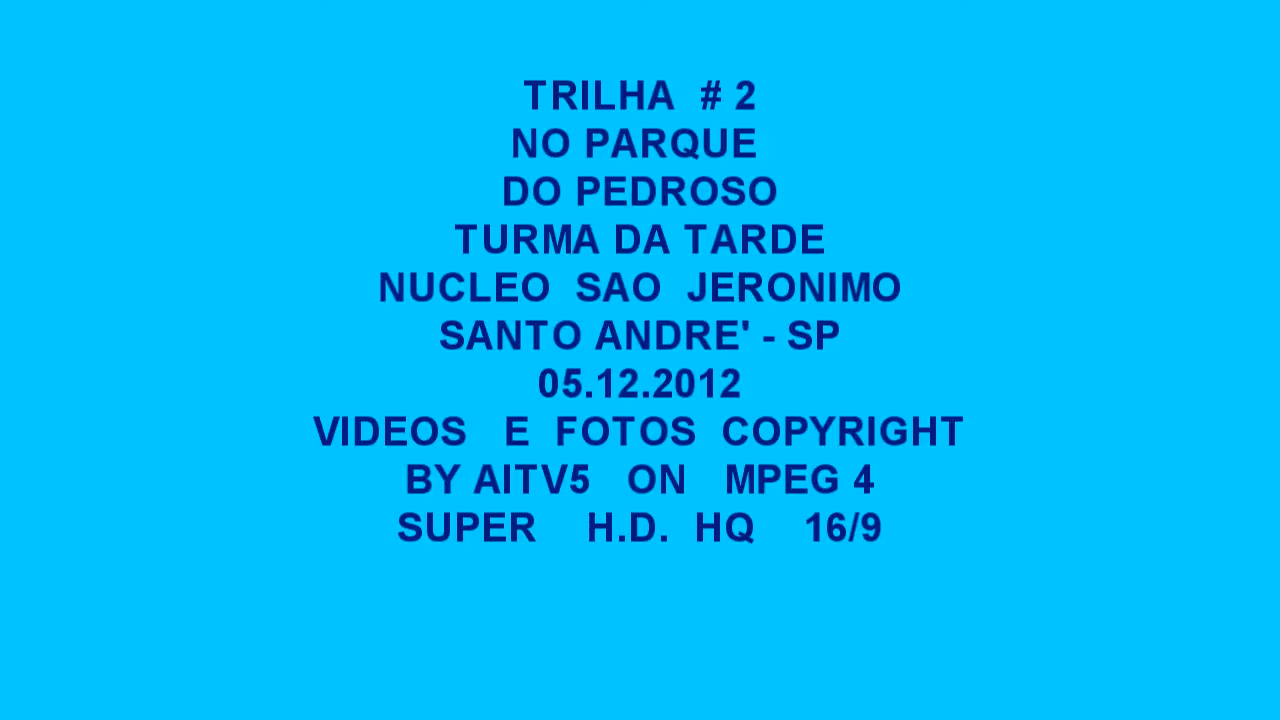 TRILHA # 2
NO PARQUE
DO PEDROSO
TURMA DA TARDE
NUCLEO SAO JERONIMO
SANTO ANDRE' - SP
05.12.2012
VIDEOS E FOTOS COPYRIGHT
BY AITV5 ON MPEG 4
SUPER H.D. HQ 16/9